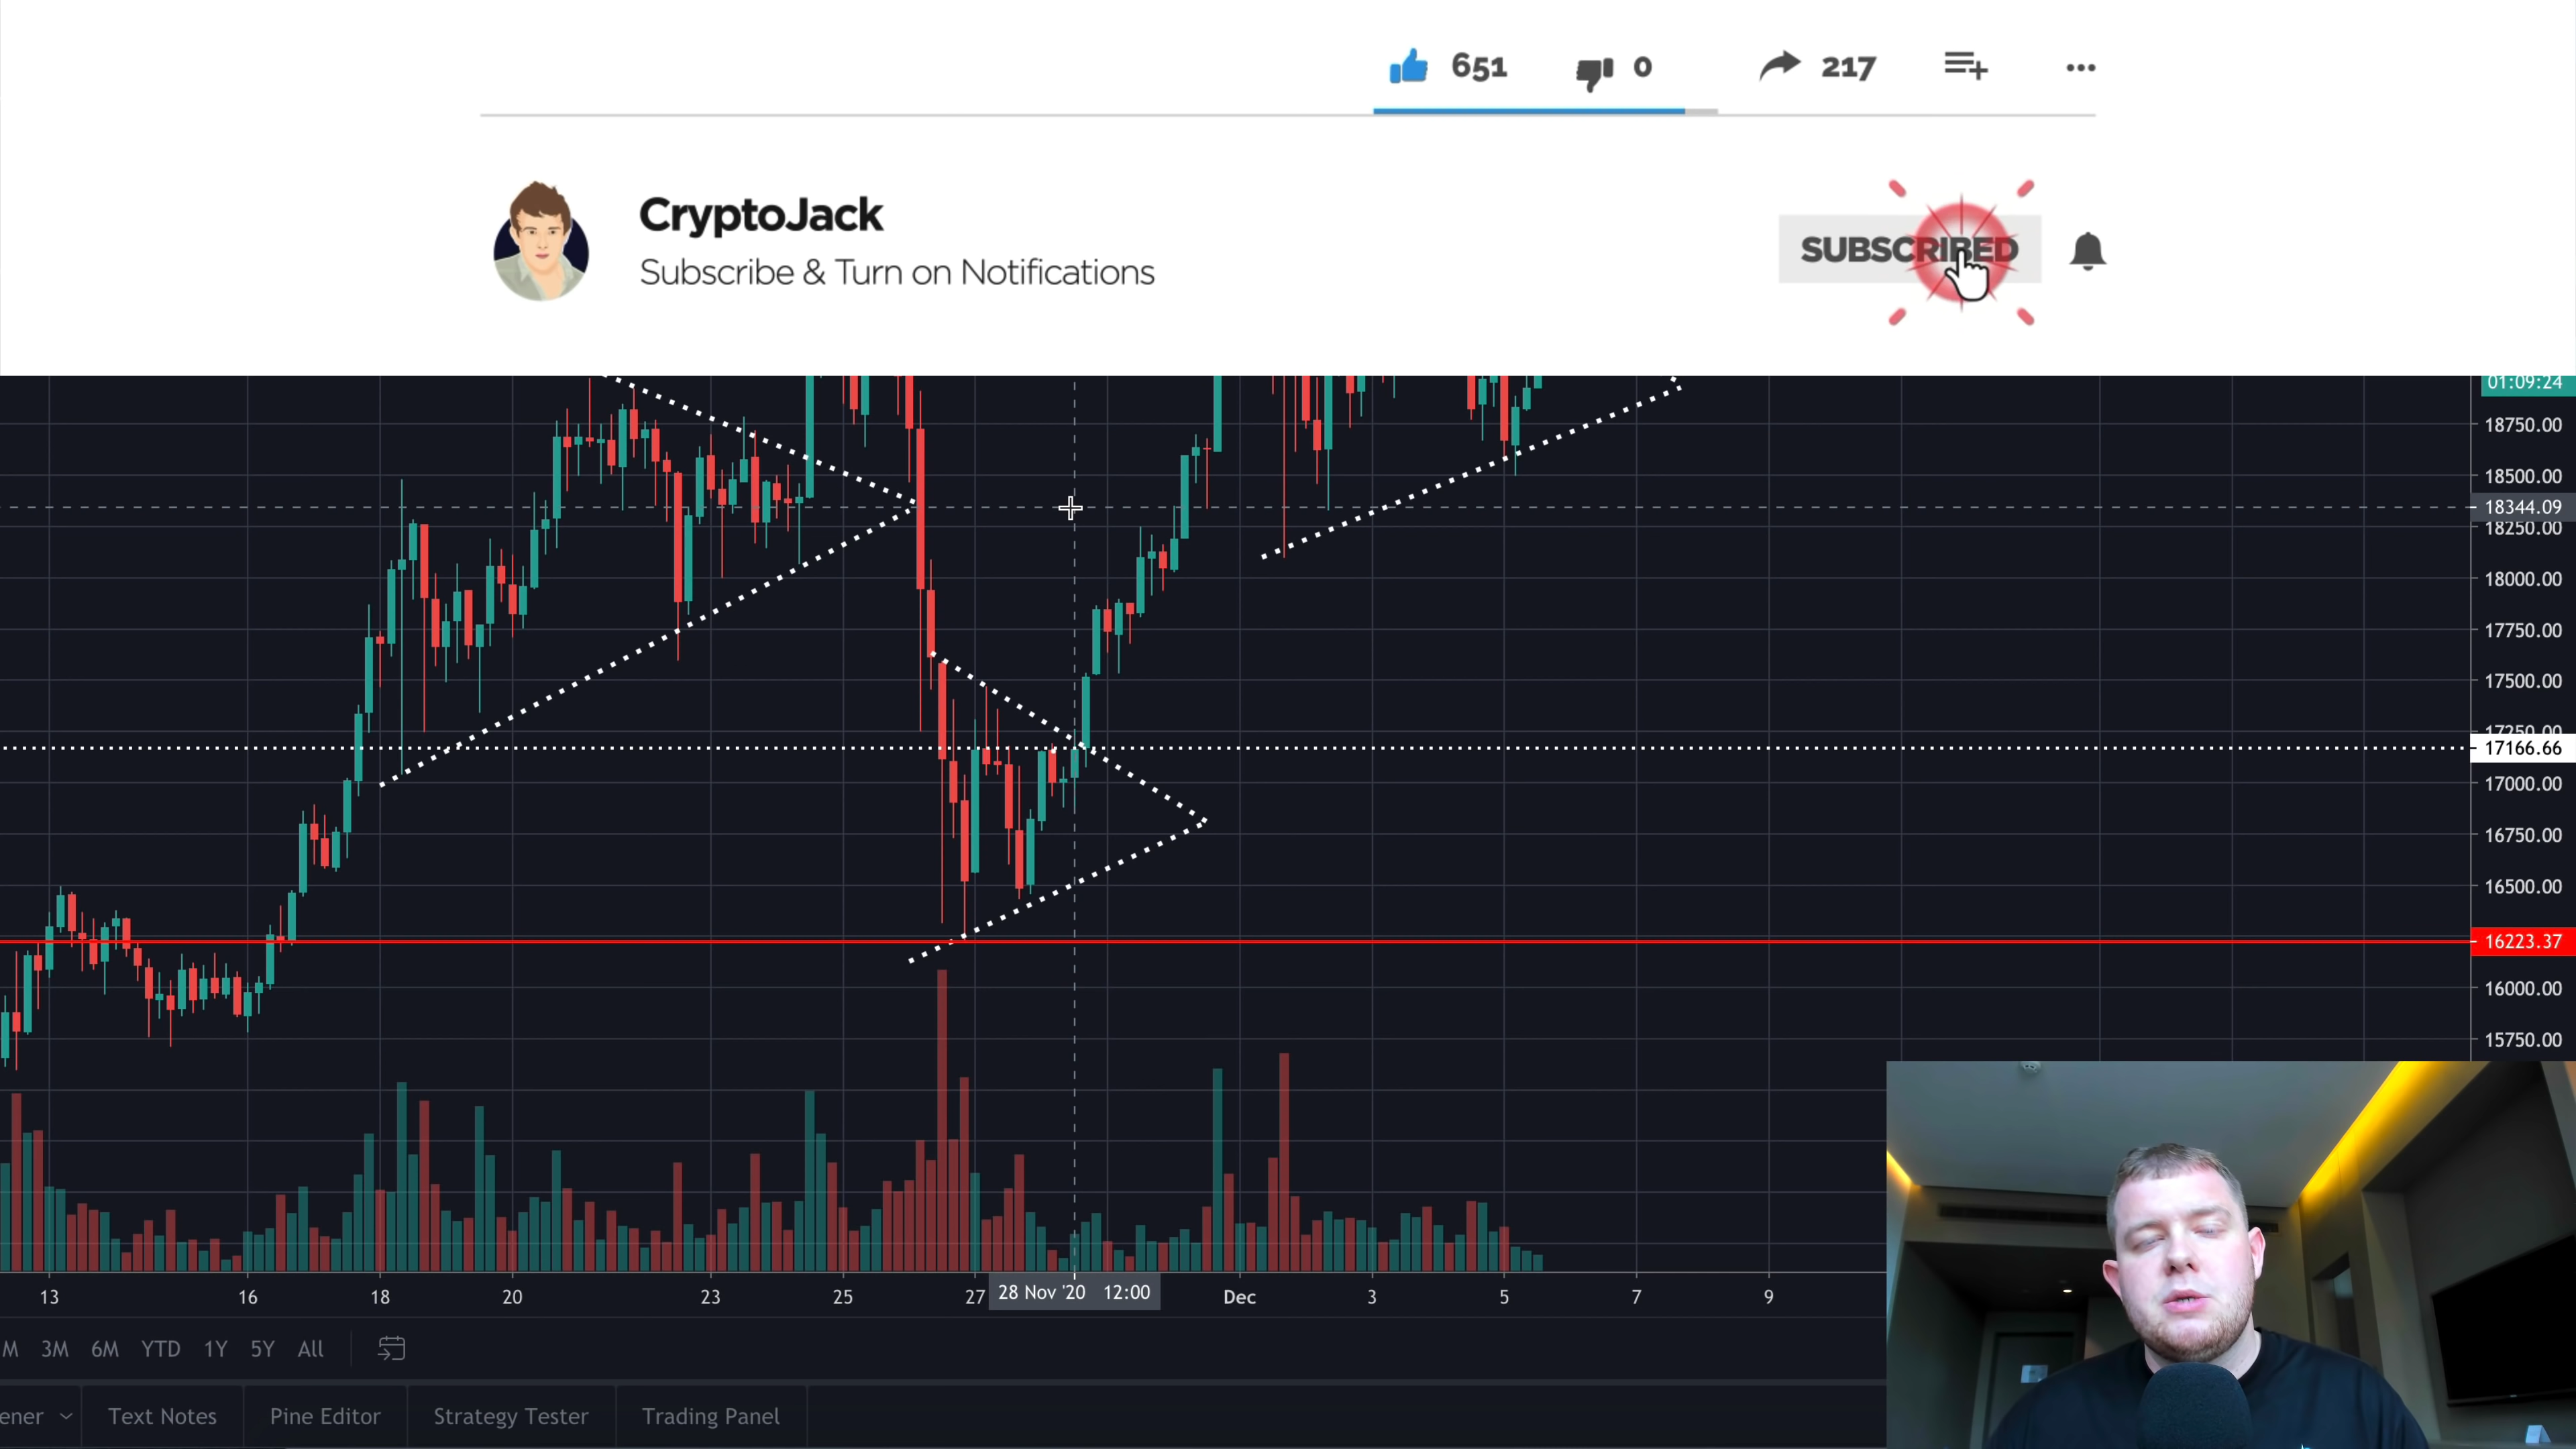 651 0 217
CryptoJack
Subscribe & Turn on Notifications
SUBSCRIBED
01:09:24
18750.00
18500.00
18344.09
18250.00
18000.00
17750.00
17500.00
17250.00
17166.66
17000.00
16750.00
16500.00
16223.37
16000.00
15750.00
13 16 18 20 23 25 27 28 Nov '20 12:00 Dec 3 5 7 9
M 3M 6M YTD 1Y 5Y All
ener Text Notes Pine Editor Strategy Tester Trading Panel